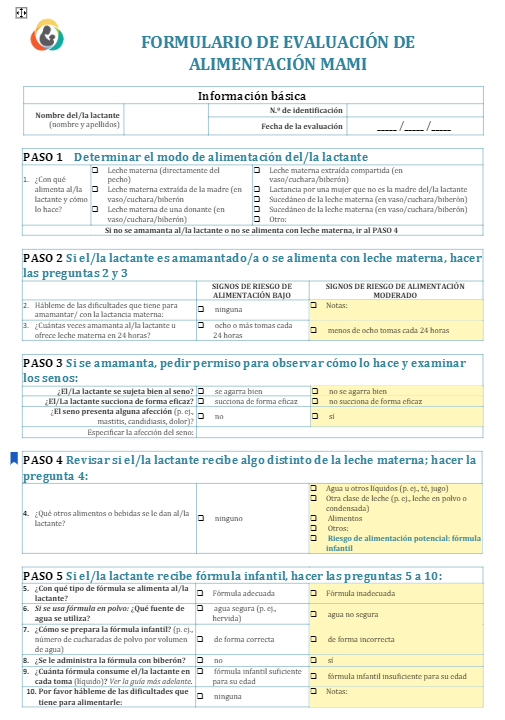 FORMULARIO DE EVALUACIÓN DE
ALIMENTACIÓN MAMI
Información básica
Nombre del/la lactante
(nombre y apellidos)
N.º de identificación
Fecha de la evaluación
_____ /_____ /_____
PASO 1 Determinar el modo de alimentación del/la lactante
1. ¿Con qué
alimenta al/la
lactante y cómo
lo hace?
Leche materna (directamente del
pecho)
Leche materna extraída de la madre (en
vaso/cuchara/biberón
Leche materna de una donante (en
vaso/cuchara/biberón)
Leche materna extraída compartida (en
vaso/cuchara/biberón)
Lactancia por una mujer que no es la madre del/la lactante
Sucedáneo de la leche materna (en vaso/cuchara/biberón)
Sucedáneo de la leche materna (en vaso/cuchara/biberón)
Otro:
Si no se amamanta al/la lactante o no se alimenta con leche materna, ir al PASO 4
PASO 2 Si el/la lactante es amamantado/a o se alimenta con leche materna, hacer
las preguntas 2 y 3
SIGNOS DE RIESGO DE
ALIMENTACIÓN BAJO
SIGNOS DE RIESGO DE ALIMENTACIÓN
MODERADO
2. Hábleme de las dificultades que tiene para
amamantar/ con la lactancia materna:
ninguna
Notas:
3. ¿Cuántas veces amamanta al/la lactante u
ofrece leche materna en 24 horas?
ocho o más tomas cada
24 horas
menos de ocho tomas cada 24 horas
PASO 3 Si se amamanta, pedir permiso para observar cómo lo hace y examinar
los senos:
¿El/La lactante se sujeta bien al seno?
se agarra bien
no se agarra bien
¿El/La lactante succiona de forma eficaz?
succiona de forma eficaz
no succiona de forma eficaz
¿El seno presenta alguna afección (p. ej.,
mastitis, candidiasis, dolor)?
no
sí
Especificar la afección del seno:
PASO 4 Revisar si el/la lactante recibe algo distinto de la leche materna; hacer la
pregunta 4:
4. ¿Qué otros alimentos o bebidas se le dan al/la
lactante?
ninguno
Agua u otros líquidos (p. ej., té, jugo)
Otra clase de leche (p. ej., leche en polvo o
condensada)
Alimentos
Otros:
Riesgo de alimentación potencial: fórmula
infantil
PASO 5 Si el/la lactante recibe fórmula infantil, hacer las preguntas 5 a 10:
5. ¿Con qué tipo de fórmula se alimenta al/la
lactante?
Fórmula adecuada
Fórmula inadecuada
6. Si se usa fórmula en polvo: ¿Qué fuente de
agua se utiliza?
agua segura (p. ej.,
hervida)
agua no segura
7. ¿Cómo se prepara la fórmula infantil? (p. ej.,
número de cucharadas de polvo por volumen
de agua)
de forma correcta
de forma incorrecta
8. ¿Se le administra la fórmula con biberón?
no
sí
9. ¿Cuánta fórmula consume el/la lactante en
cada toma (líquido)? Ver la guía más adelante.
fórmula infantil suficiente
para su edad
fórmula infantil insuficiente para su edad
10. Por favor hábleme de las dificultades que
tiene para alimentarle:
ninguna
Notas: